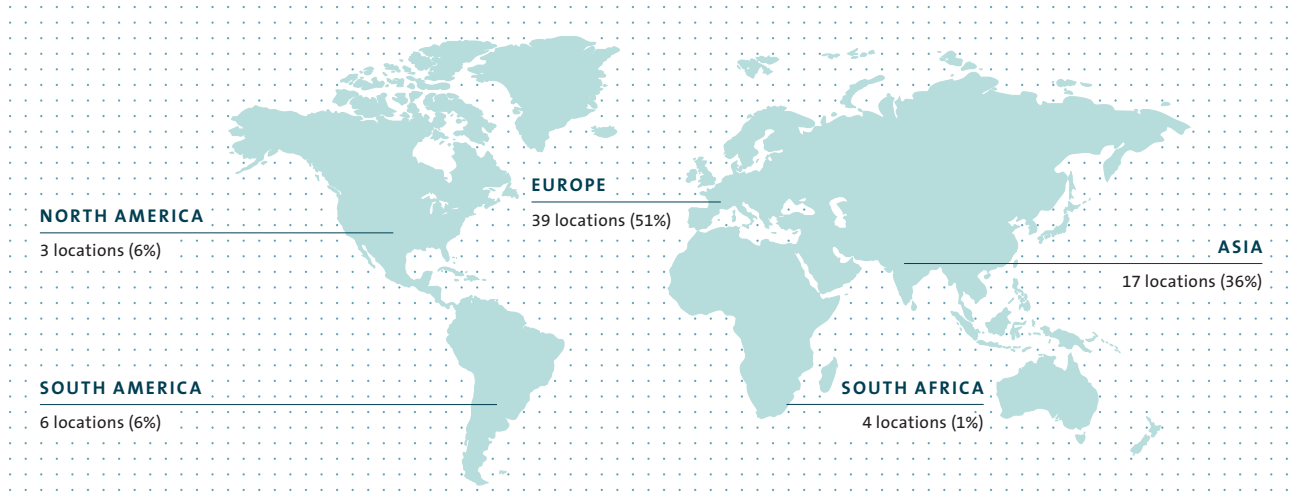 EUROPE
39 locations (51%)
NORTH AMERICA
3 locations (6%)
ASIA
17 locations (36%)
SOUTH AMERICA
6 locations (6%)
SOUTH AFRICA
4 locations (1%)